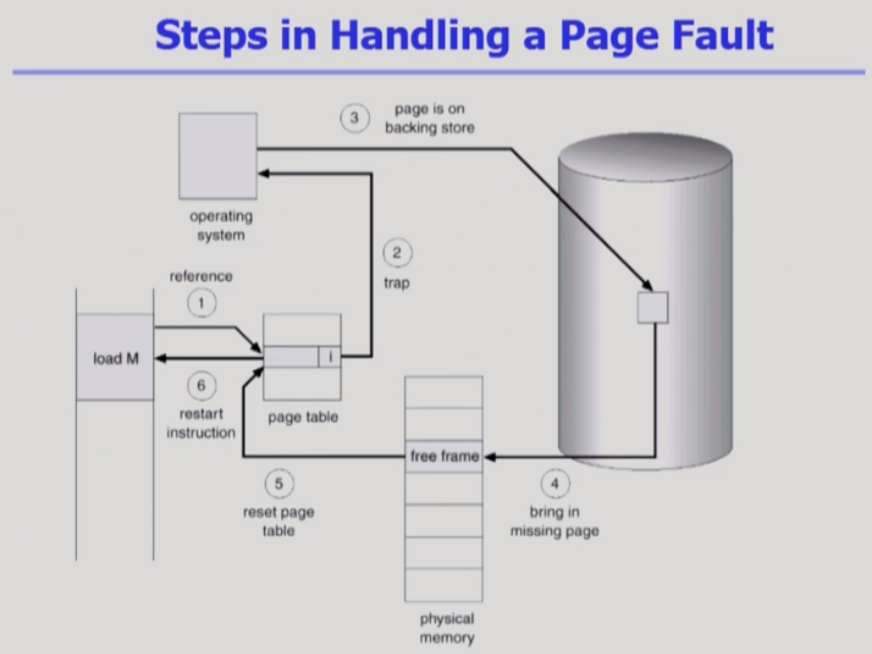 Steps in Handling a Page Fault
3
page is on
backing store
operating
system
2
trap
reference
1
load M
i
6
restart
instruction
page table
free frame
5
reset page
table
4
bring in
missing page
physical
memory